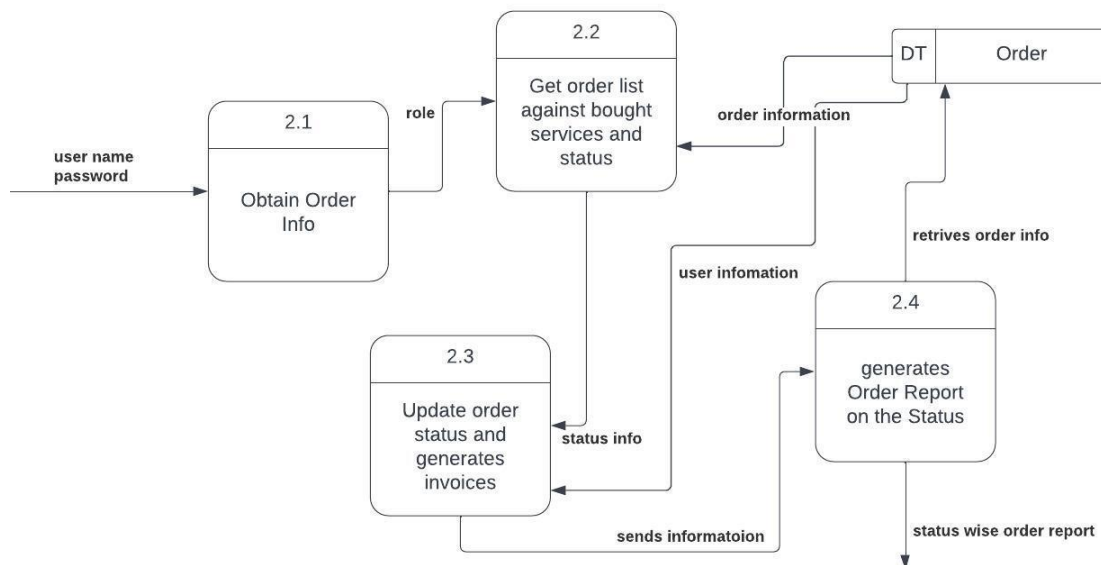 2.2
Get order list
against bought
services and
status
DT
Order
role
order information
2.1
Obtain Order
Info
user name
password
retrives order info
user infomation
2.4
generates
Order Report
on the Status
2.3
Update order
status and
generates
invoices
status info
sends informatoion
status wise order report